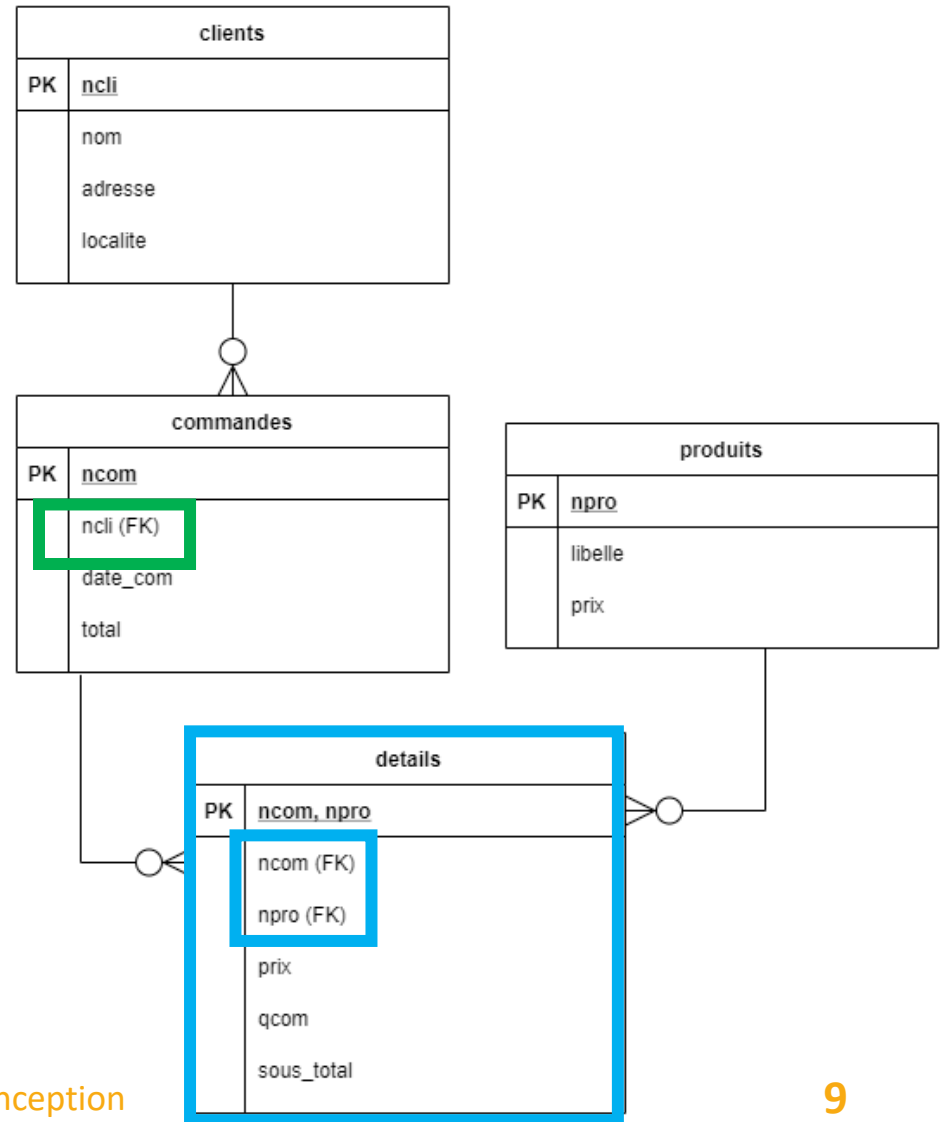 clients
PK ncli
nom
adresse
localite
commandes
PK ncom
ncli (FK)
date_com
total
produits
PK npro
libelle
prix
details
PK ncom, npro
ncom (FK)
npro (FK)
prix
qcom
sous_total
nception
9